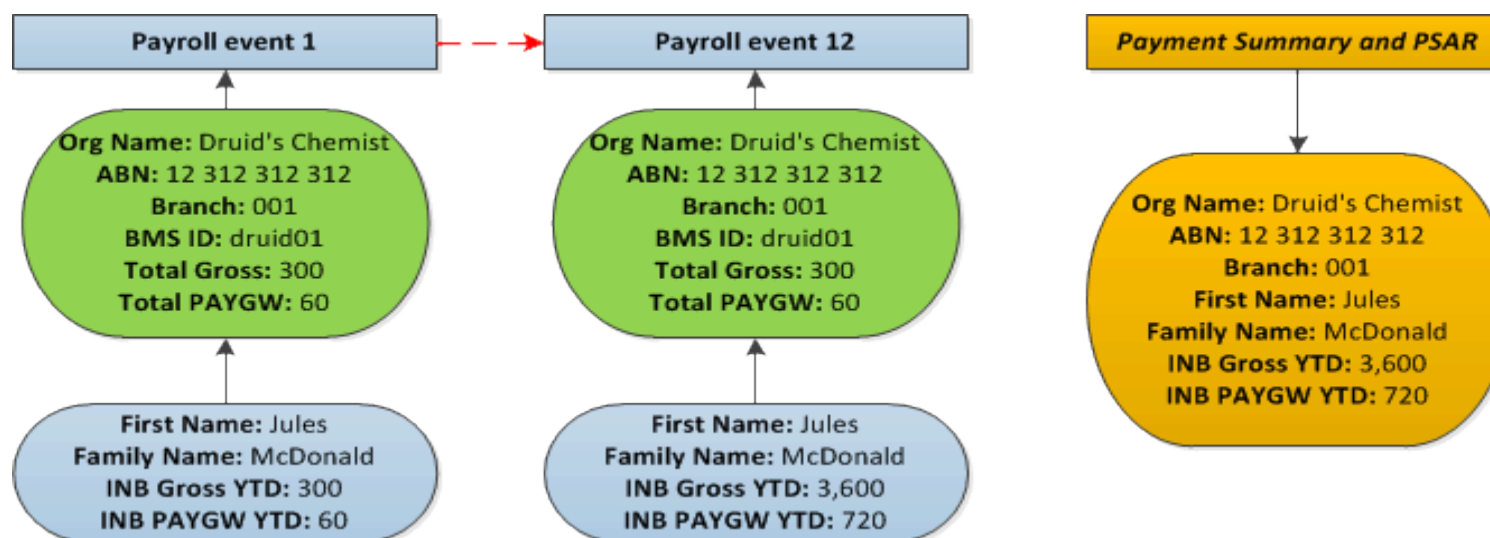 Payroll event 1
Org Name: Druid's Chemist
ABN: 12 312 312 312
Branch: 001
BMS ID: druid01
Total Gross: 300
Total PAYGW: 60
First Name: Jules
Family Name: McDonald
INB Gross YTD: 300
INB PAYGW YTD: 60
Payroll event 12
Org Name: Druid's Chemist
ABN: 12 312 312 312
Branch: 001
BMS ID: druid01
Total Gross: 300
Total PAYGW: 60
First Name: Jules
Family Name: McDonald
INB Gross YTD: 3,600
INB PAYGW YTD: 720
Payment Summary and PSAR
Org Name: Druid's Chemist
ABN: 12 312 312 312
Branch: 001
First Name: Jules
Family Name: McDonald
INB Gross YTD: 3,600
INB PAYGW YTD: 720